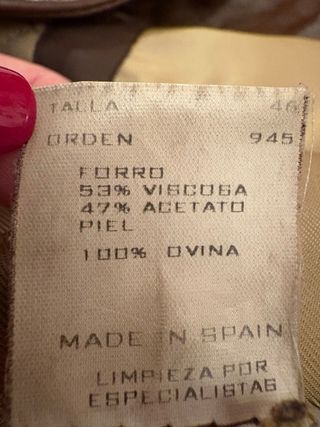 TALLA 46
ORDEN 945
FORRO
53% VISCOSA
47% ACETATO
PIEL
100% OVINA
MADE IN SPAIN
LIMPIEZA POR
ESPECIALISTAS